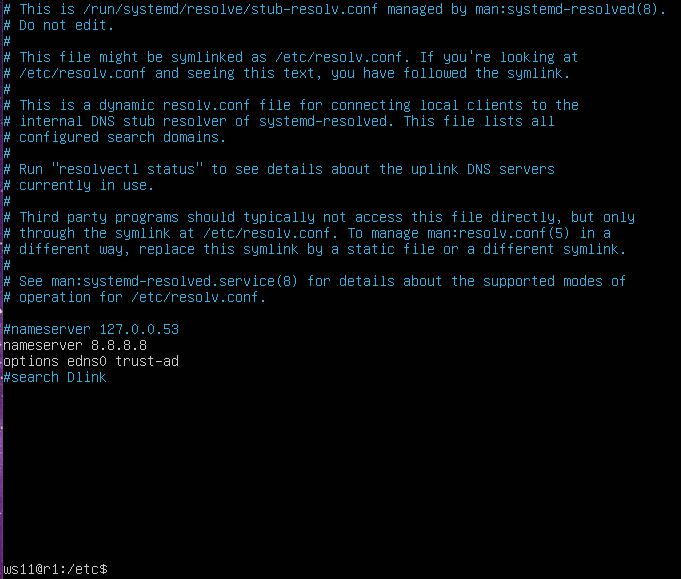 # This is /run/systemd/resolve/stub-resolv.conf managed by man:systemd-resolved(8).
# Do not edit.
#
# This file might be symlinked as /etc/resolv.conf. If you're looking at
# /etc/resolv.conf and seeing this text, you have followed the symlink.
#
# This is a dynamic resolv.conf file for connecting local clients to the
# internal DNS stub resolver of systemd-resolved. This file lists all
# configured search domains.
#
# Run "resolvectl status" to see details about the uplink DNS servers
# currently in use.
#
# Third party programs should typically not access this file directly, but only
# through the symlink at /etc/resolv.conf. To manage man:resolv.conf(5) in a
# different way, replace this symlink by a static file or a different symlink.
#
# See man:systemd-resolved.service(8) for details about the supported modes of
# operation for /etc/resolv.conf.

#nameserver 127.0.0.53
nameserver 8.8.8.8
options edns0 trust-ad
#search Dlink

ws11@r1:/etc$